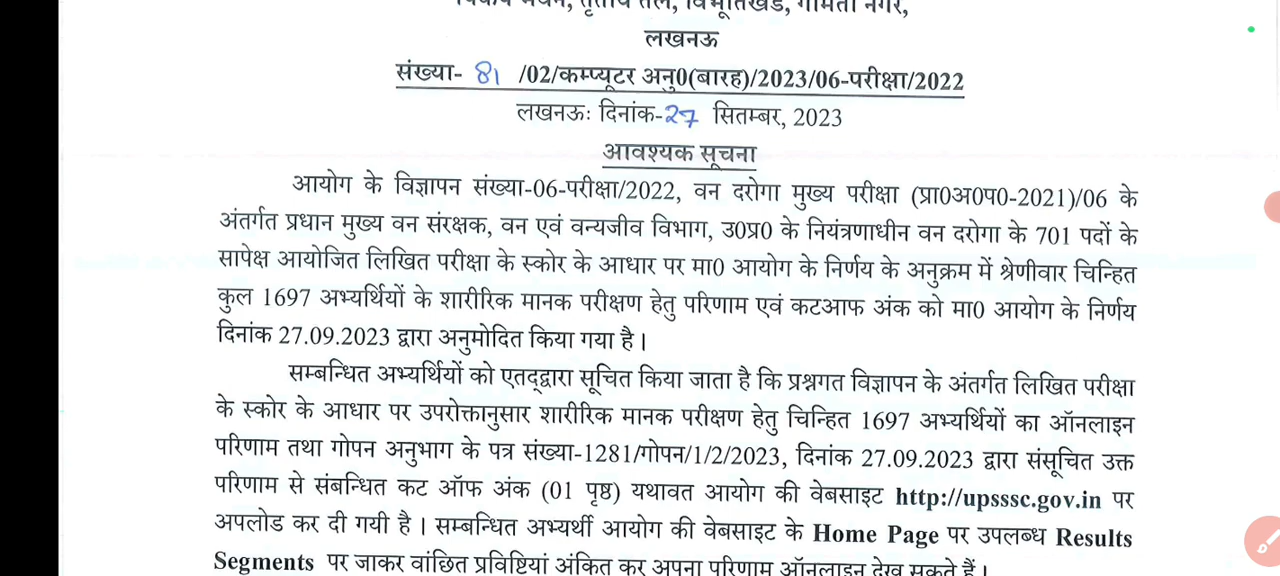 तृतीय तल, विभूतिखंड, गोमती नगर,
लखनऊ
संख्या- 81 /02/कम्प्यूटर अनु0(बारह)/2023/06-परीक्षा/2022
लखनऊः दिनांक-27 सितम्बर, 2023
आवश्यक सूचना
आयोग के विज्ञापन संख्या-06-परीक्षा/2022, वन दरोगा मुख्य परीक्षा (प्रा0अ0प0-2021)/06 के
अंतर्गत प्रधान मुख्य वन संरक्षक, वन एवं वन्यजीव विभाग, उ0प्र0 के नियंत्रणाधीन वन दरोगा के 701 पदों के
सापेक्ष आयोजित लिखित परीक्षा के स्कोर के आधार पर मा0 आयोग के निर्णय के अनुक्रम में श्रेणीवार चिन्हित
कुल 1697 अभ्यर्थियों के शारीरिक मानक परीक्षण हेतु परिणाम एवं कटआफ अंक को मा0 आयोग के निर्णय
दिनांक 27.09.2023 द्वारा अनुमोदित किया गया है।
सम्बन्धित अभ्यर्थियों को एतद्द्वारा सूचित किया जाता है कि प्रश्नगत विज्ञापन के अंतर्गत लिखित परीक्षा
के स्कोर के आधार पर उपरोक्तानुसार शारीरिक मानक परीक्षण हेतु चिन्हित 1697 अभ्यर्थियों का ऑनलाइन
परिणाम तथा गोपन अनुभाग के पत्र संख्या-1281/गोपन/1/2/2023, दिनांक 27.09.2023 द्वारा संसूचित उक्त
परिणाम से संबन्धित कट ऑफ अंक (01 पृष्ठ) यथावत आयोग की वेबसाइट http://upsssc.gov.in पर
अपलोड कर दी गयी है। सम्बन्धित अभ्यर्थी आयोग की वेबसाइट के Home Page पर उपलब्ध Results
Segments पर जाकर वांछित प्रविष्टियां अंकित कर अपना परिणाम ऑनलाइन देख सकते हैं।